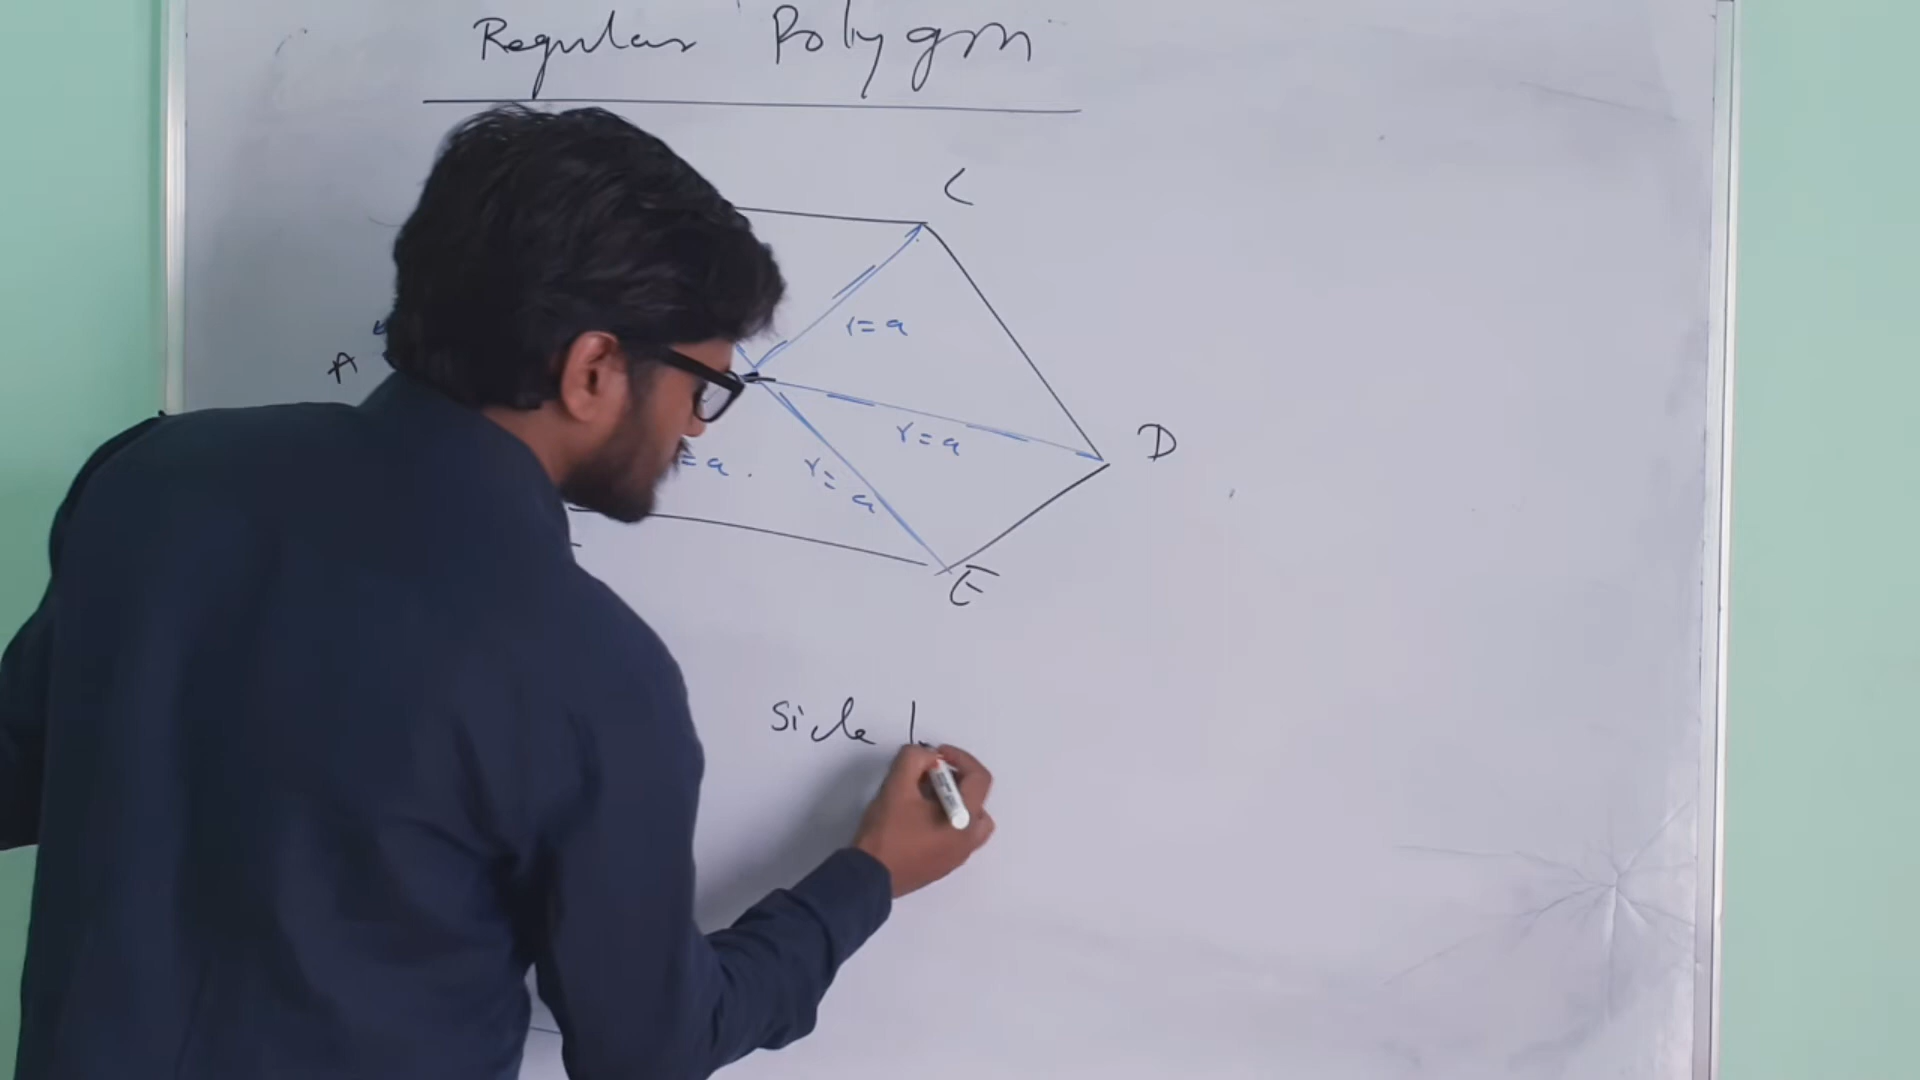 Regular Polygon
C
r = a
A
D
r = a
= a
r = a
E
Side